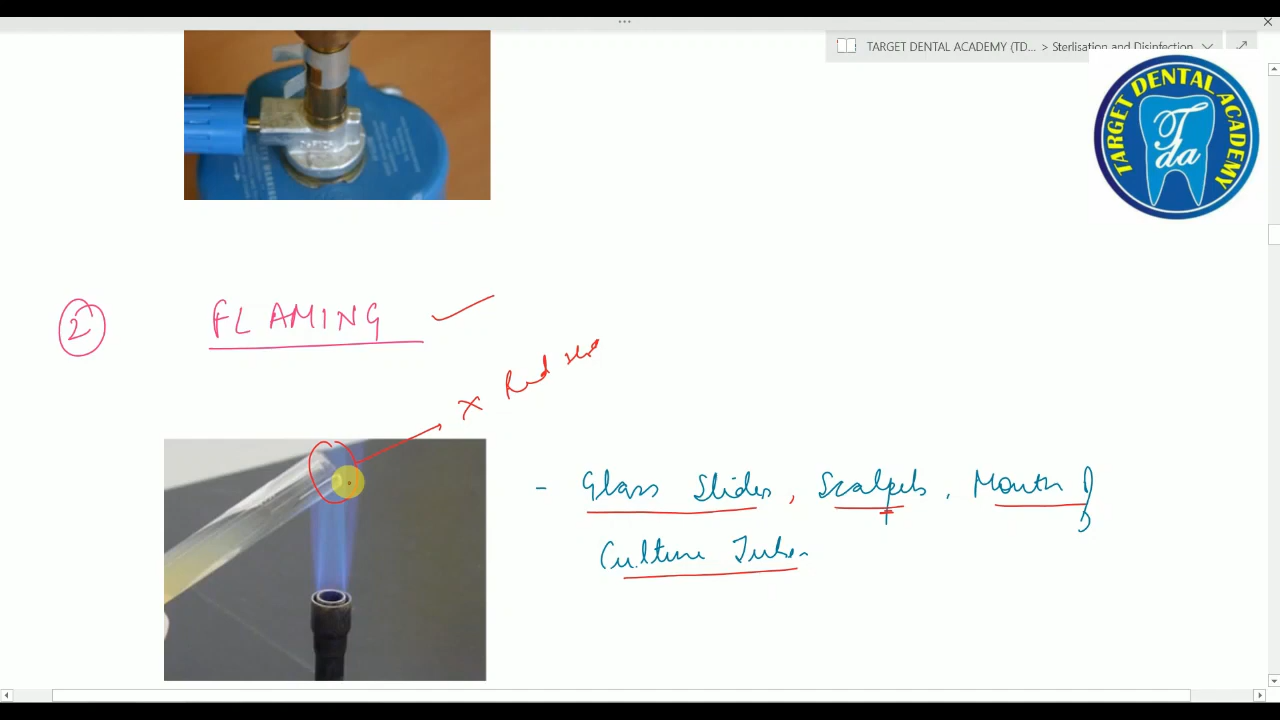 TARGET DENTAL ACADEMY (TD... > Sterlisation and Disinfection
TARGET DENTAL ACADEMY
Tda
2
FLAMING
X Red
- Glass Slides, Scalpels, Mouth of
Culture Tubes